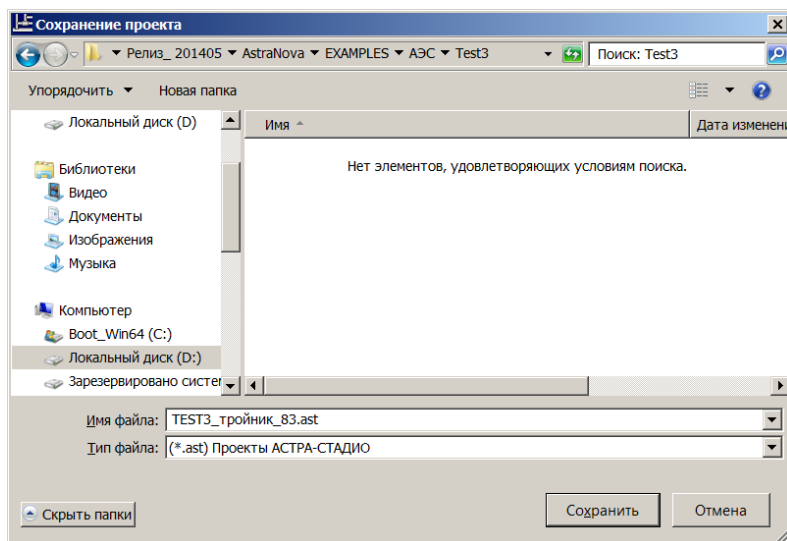 Сохранение проекта
Релиз_ 201405 AstraNova EXAMPLES АЭС Test3 Поиск: Test3
Упорядочить Новая папка
Локальный диск (D) Имя Дата изменени
Нет элементов, удовлетворяющих условиям поиска.
Библиотеки
Видео
Документы
Изображения
Музыка
Компьютер
Boot_Win64 (C:)
Локальный диск (D:)
Зарезервировано систе
Имя файла: TEST3_тройник_83.ast
Тип файла: (*.ast) Проекты АСТРА-СТАДИО
Скрыть папки Сохранить Отмена